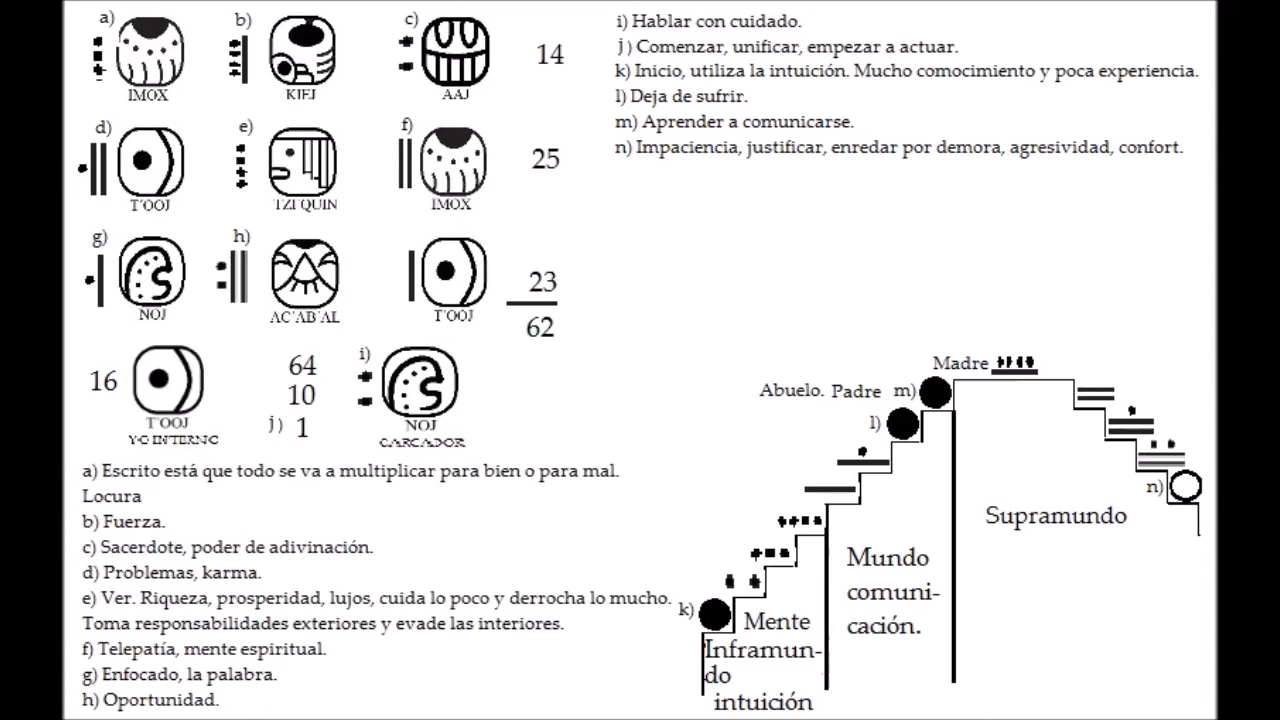 a) b) c)
IMOX KIEJ AAJ 14
d) e) f)
T'OOJ TZI'QUIN IMOX 25
g) h)
NOJ AC'AB'AL T'OOJ 23
62
16 64 i)
10
T'OOJ j) 1 NOJ
YO INTERNO CARGADOR
a) Escrito está que todo se va a multiplicar para bien o para mal.
Locura
b) Fuerza.
c) Sacerdote, poder de adivinación.
d) Problemas, karma.
e) Ver. Riqueza, prosperidad, lujos, cuida lo poco y derrocha lo mucho.
Toma responsabilidades exteriores y evade las interiores.
f) Telepatía, mente espiritual.
g) Enfocado, la palabra.
h) Oportunidad.
i) Hablar con cuidado.
j) Comenzar, unificar, empezar a actuar.
k) Inicio, utiliza la intuición. Mucho comocimiento y poca experiencia.
l) Deja de sufrir.
m) Aprender a comunicarse.
n) Impaciencia, justificar, enredar por demora, agresividad, confort.
Madre
Abuelo. Padre m)
l)
n)
k)
Mente
Inframun-
do
intuición
Mundo
comuni-
cación.
Supramundo